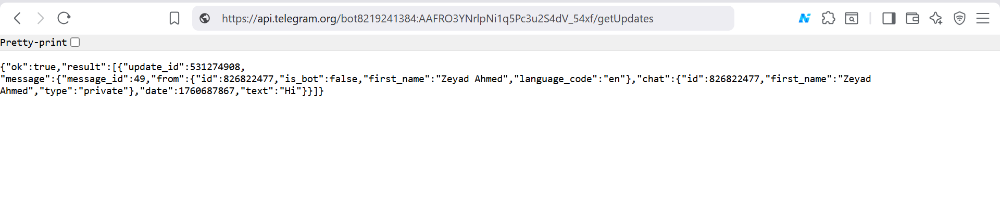 https://api.telegram.org/bot8219241384:AAFRO3YNrlpNi1q5Pc3u2S4dV_54xf/getUpdates
Pretty-print
{"ok":true,"result":[{"update_id":531274908,
"message":{"message_id":49,"from":{"id":826822477,"is_bot":false,"first_name":"Zeyad Ahmed","language_code":"en"},"chat":{"id":826822477,"first_name":"Zeyad
Ahmed","type":"private"},"date":1760687867,"text":"Hi"}}]}